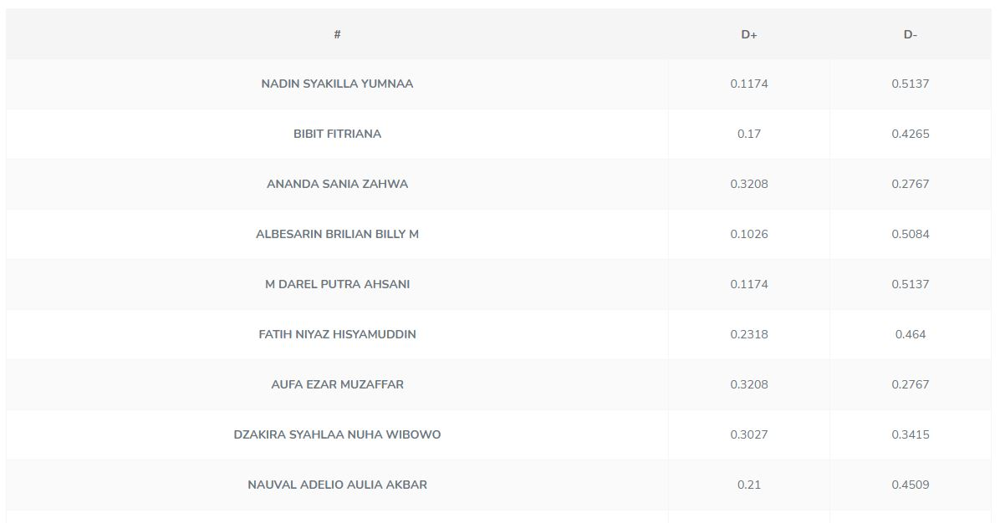 # D+ D-
NADIN SYAKILLA YUMNAA 0.1174 0.5137
BIBIT FITRIANA 0.17 0.4265
ANANDA SANIA ZAHWA 0.3208 0.2767
ALBESARIN BRILIAN BILLY M 0.1026 0.5084
M DAREL PUTRA AHSANI 0.1174 0.5137
FATIH NIYAZ HISYAMUDDIN 0.2318 0.464
AUFA EZAR MUZAFFAR 0.3208 0.2767
DZAKIRA SYAHLAA NUHA WIBOWO 0.3027 0.3415
NAUVAL ADELIO AULIA AKBAR 0.21 0.4509